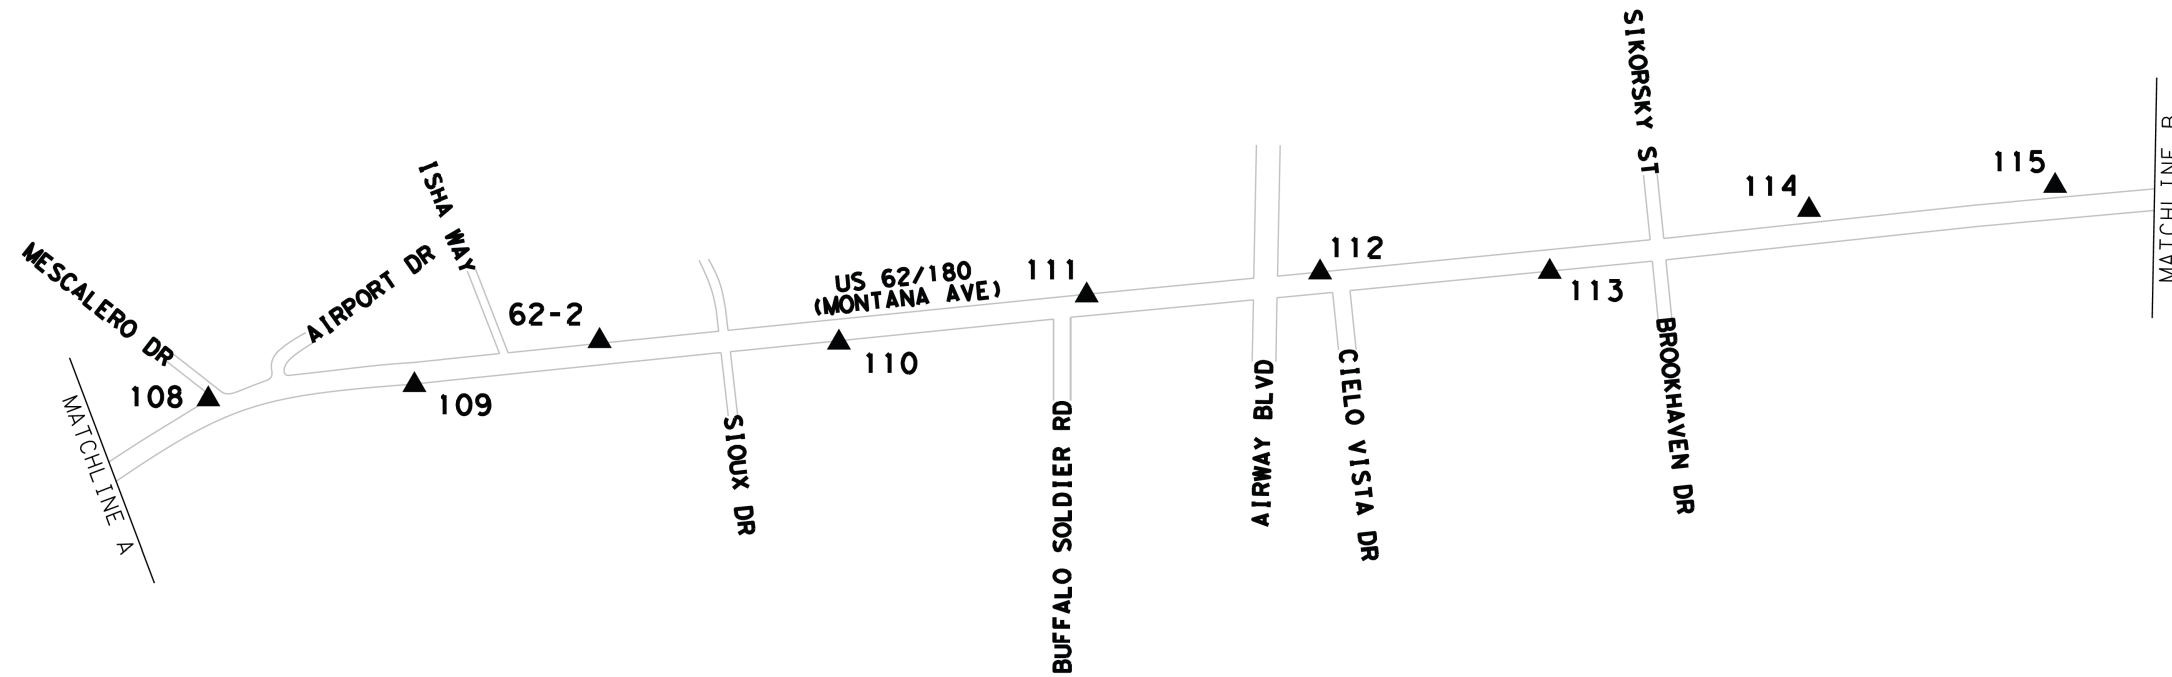 SIKORSKY ST
MATCHLINE B
115
114
ISHA WAY
MESCALERO DR
AIRPORT DR
112
US 62/180
(MONTANA AVE)
111
113
62-2
110
108
109
MATCHLINE A
SIOUX DR
BUFFALO SOLDIER RD
AIRWAY BLVD
CIELO VISTA DR
BROOKHAVEN DR